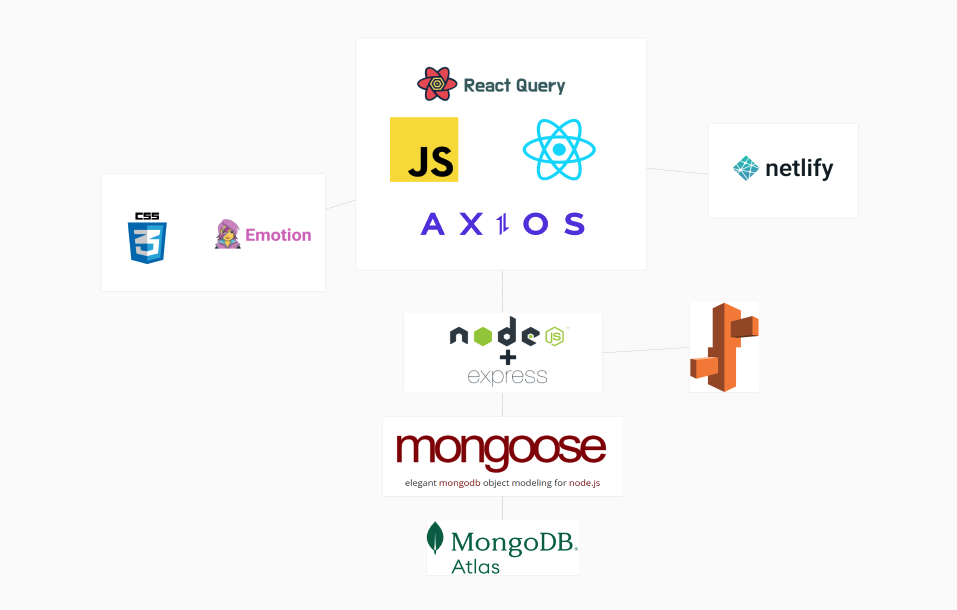 React Query
JS
AXIOS
netlify
CSS
3
Emotion
node
JS
+
express
mongoose
elegant mongodb object modeling for node.js
MongoDB.
Atlas